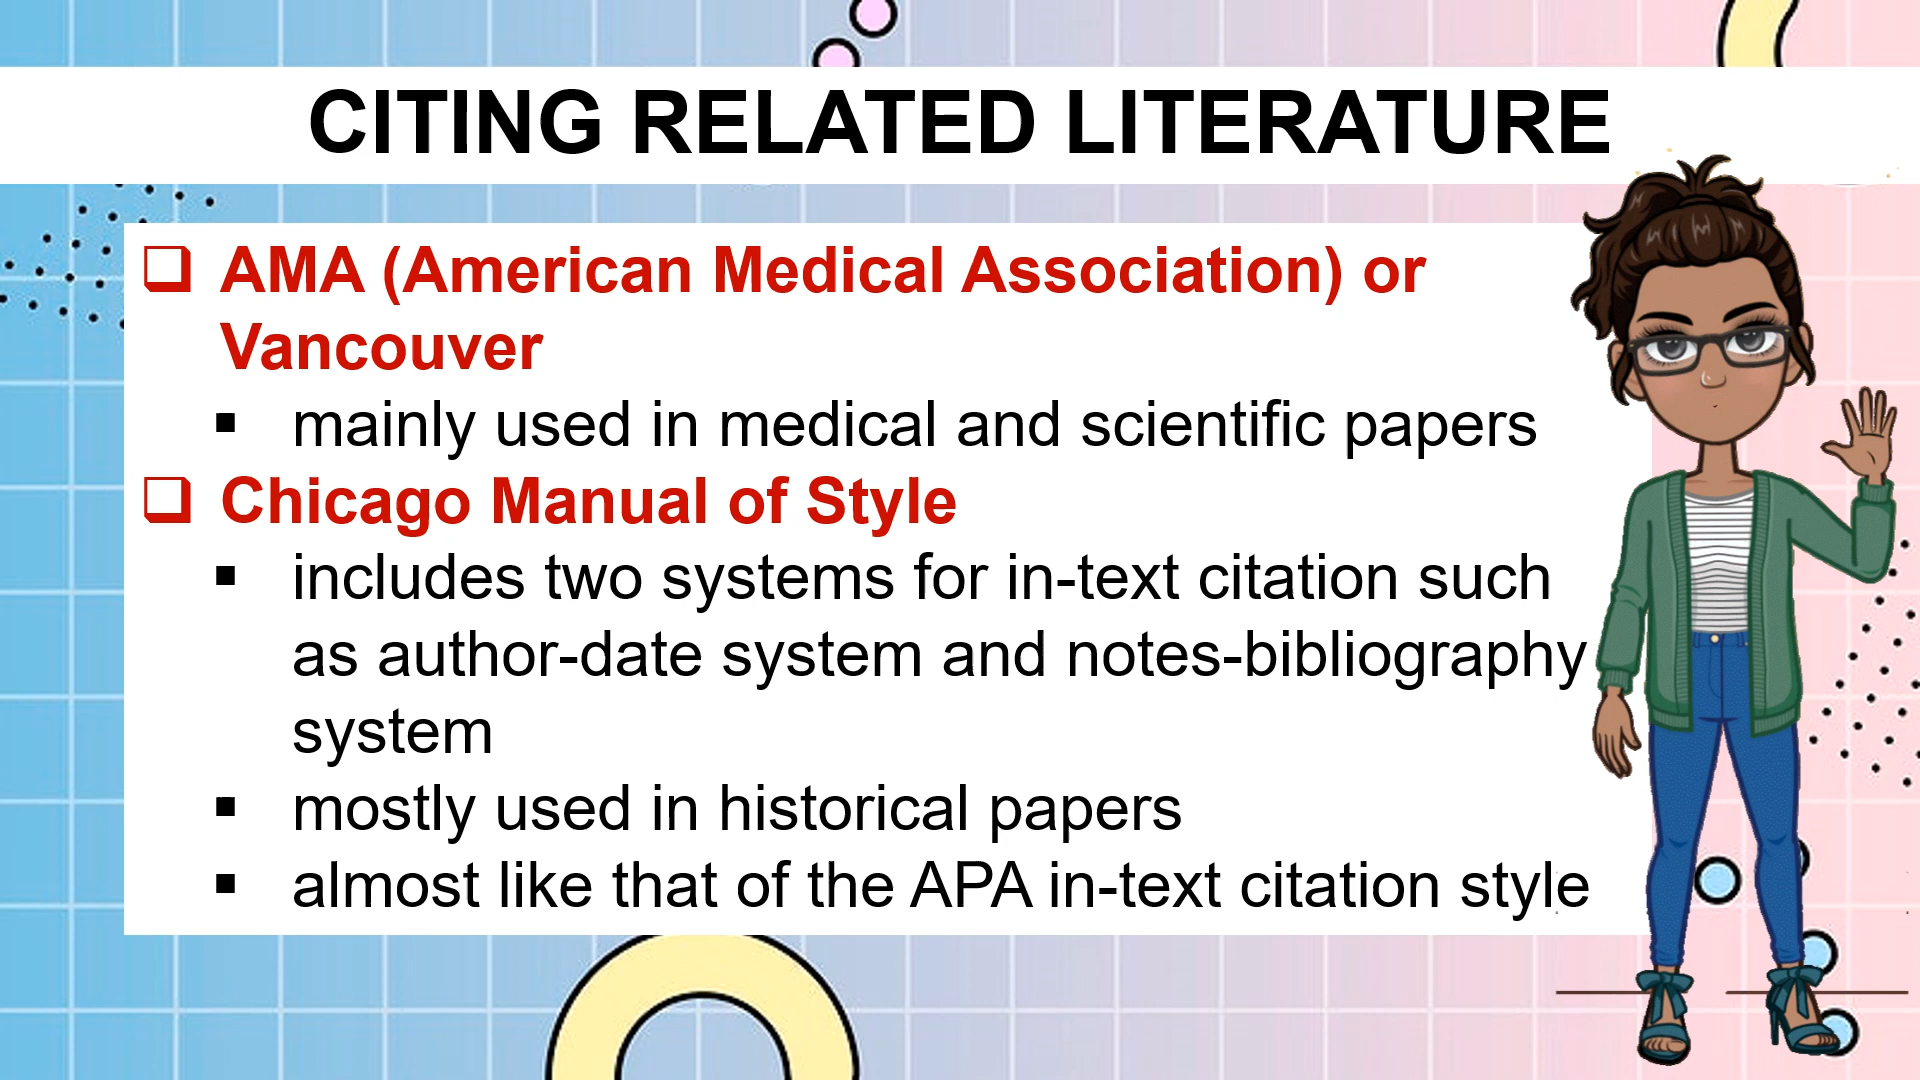 CITING RELATED LITERATURE
❑ AMA (American Medical Association) or
Vancouver
▪ mainly used in medical and scientific papers
❑ Chicago Manual of Style
▪ includes two systems for in-text citation such
as author-date system and notes-bibliography
system
▪ mostly used in historical papers
▪ almost like that of the APA in-text citation style